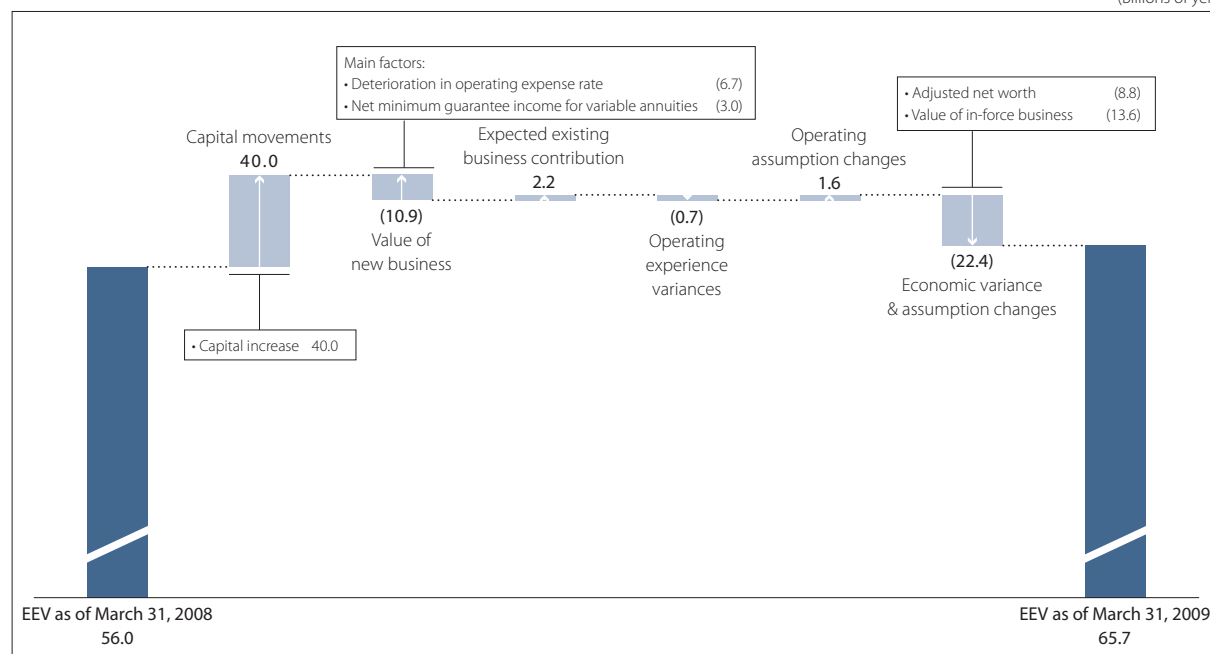 Main factors:
• Deterioration in operating expense rate (6.7)
• Net minimum guarantee income for variable annuities (3.0)
• Adjusted net worth (8.8)
• Value of in-force business (13.6)
Capital movements
40.0
Expected existing
business contribution
2.2
Operating
assumption changes
1.6
(10.9)
Value of
new business
(0.7)
Operating
experience
variances
(22.4)
Economic variance
& assumption changes
• Capital increase 40.0
EEV as of March 31, 2008
56.0
EEV as of March 31, 2009
65.7